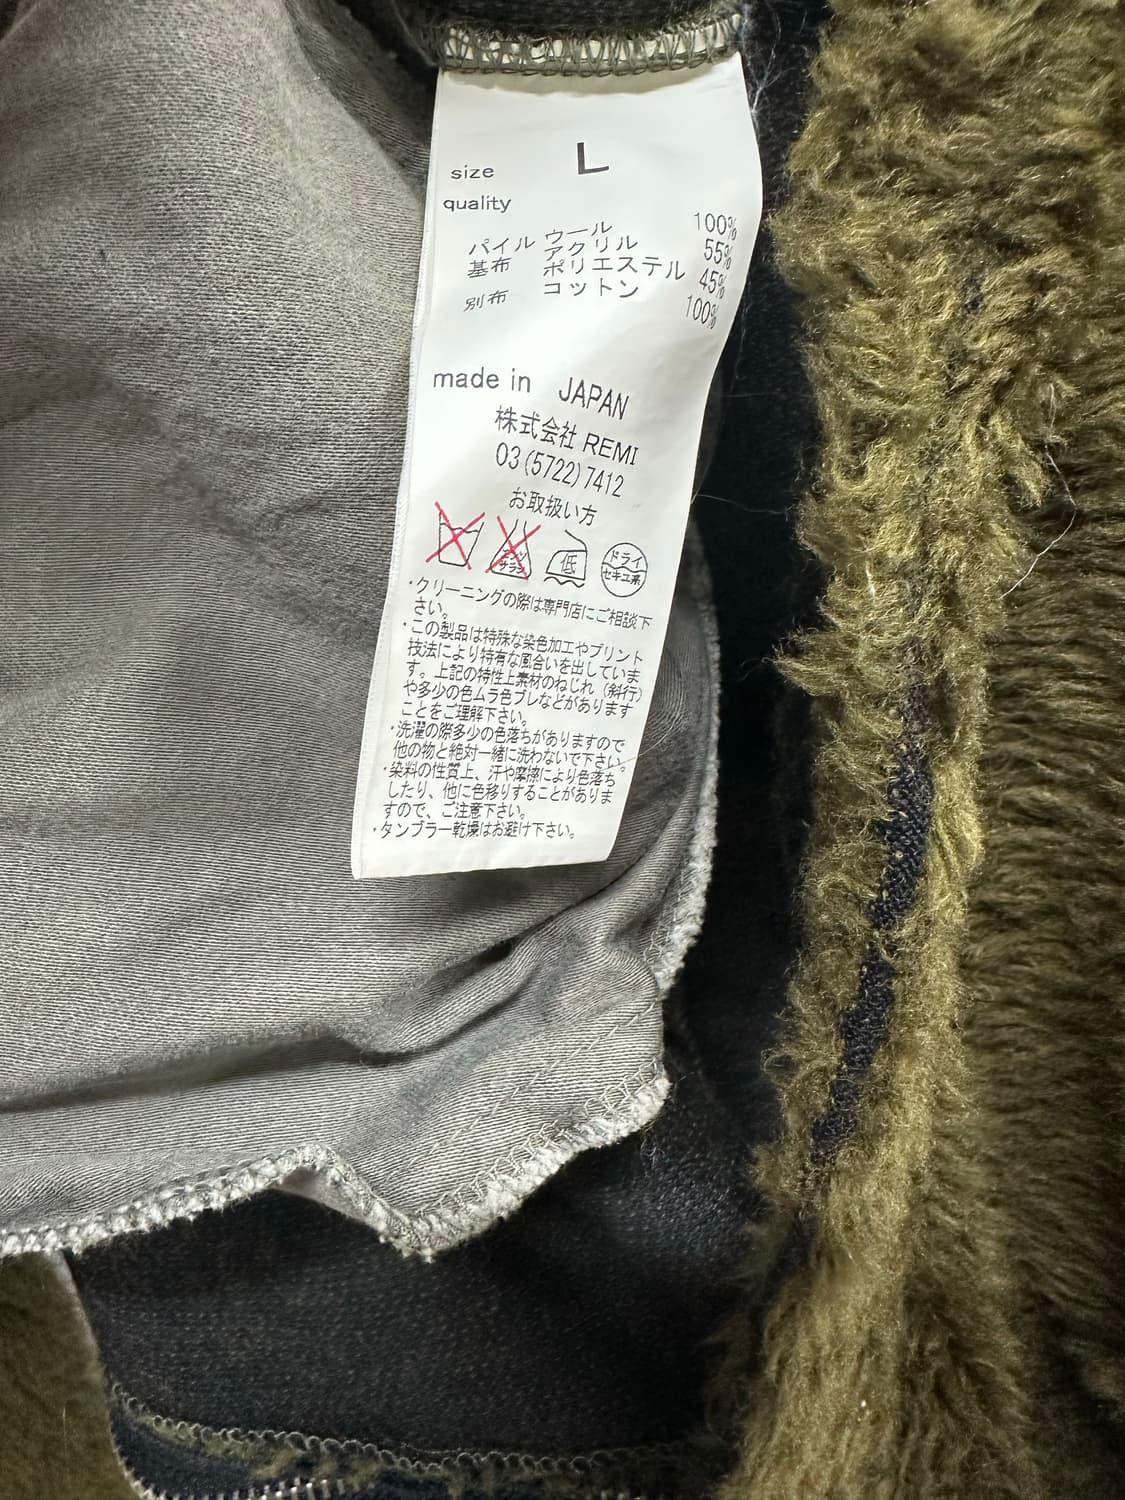 size L
quality
パイル ウール 100%
基布 アクリル 55%
ポリエステル 45%
別布 コットン 100%
made in JAPAN
株式会社 REMI
03(5722)7412
お取扱い方
エンソ サラシ 低 ドライ セキユ系
・クリーニングの際は専門店にご相談下
さい。
・この製品は特殊な染色加工やプリント
技法により特有な風合いを出していま
す。上記の特性上素材のねじれ（斜行）
や多少の色ムラ色ブレなどがあります
ことをご理解下さい。
・洗濯の際多少の色落ちがありますので
他の物と絶対一緒に洗わないで下さい。
・染料の性質上、汗や摩擦により色落ち
したり、他に色移りすることがありま
すので、ご注意下さい。
・タンブラー乾燥はお避け下さい。